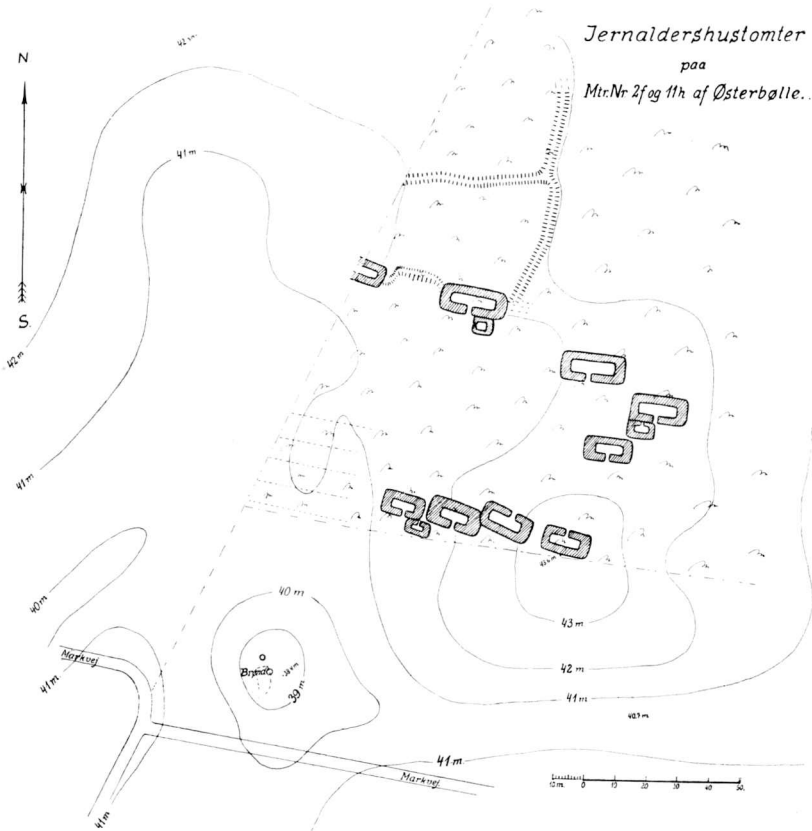 Jernaldershustomter
paa
Mtr.Nr 2f og 11h af Østerbølle.
42 m
N
41 m
S.
42 m
41 m
43 m
40 m
40 m
Markvej
Brønd
39 m
42 m
41 m
41 m
41 m
Markvej
41 m
10 m. 0 10 20 30 40 50.